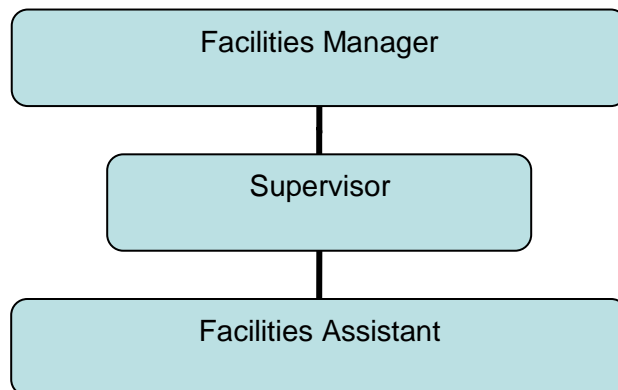 Facilities Manager
Supervisor
Facilities Assistant